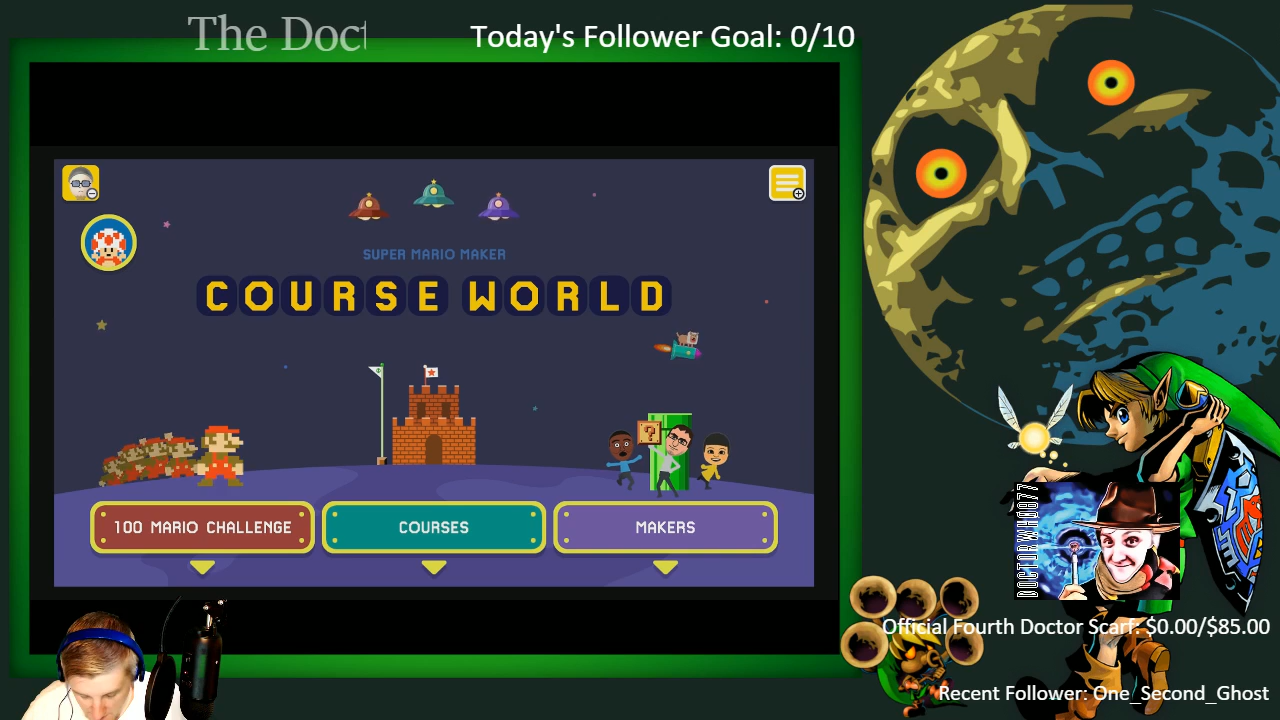 The Doct
Today's Follower Goal: 0/10
SUPER MARIO MAKER
COURSE WORLD
100 MARIO CHALLENGE
COURSES
MAKERS
DOCTORWHO877
Official Fourth Doctor Scarf: $0.00/$85.00
Recent Follower: One_Second_Ghost